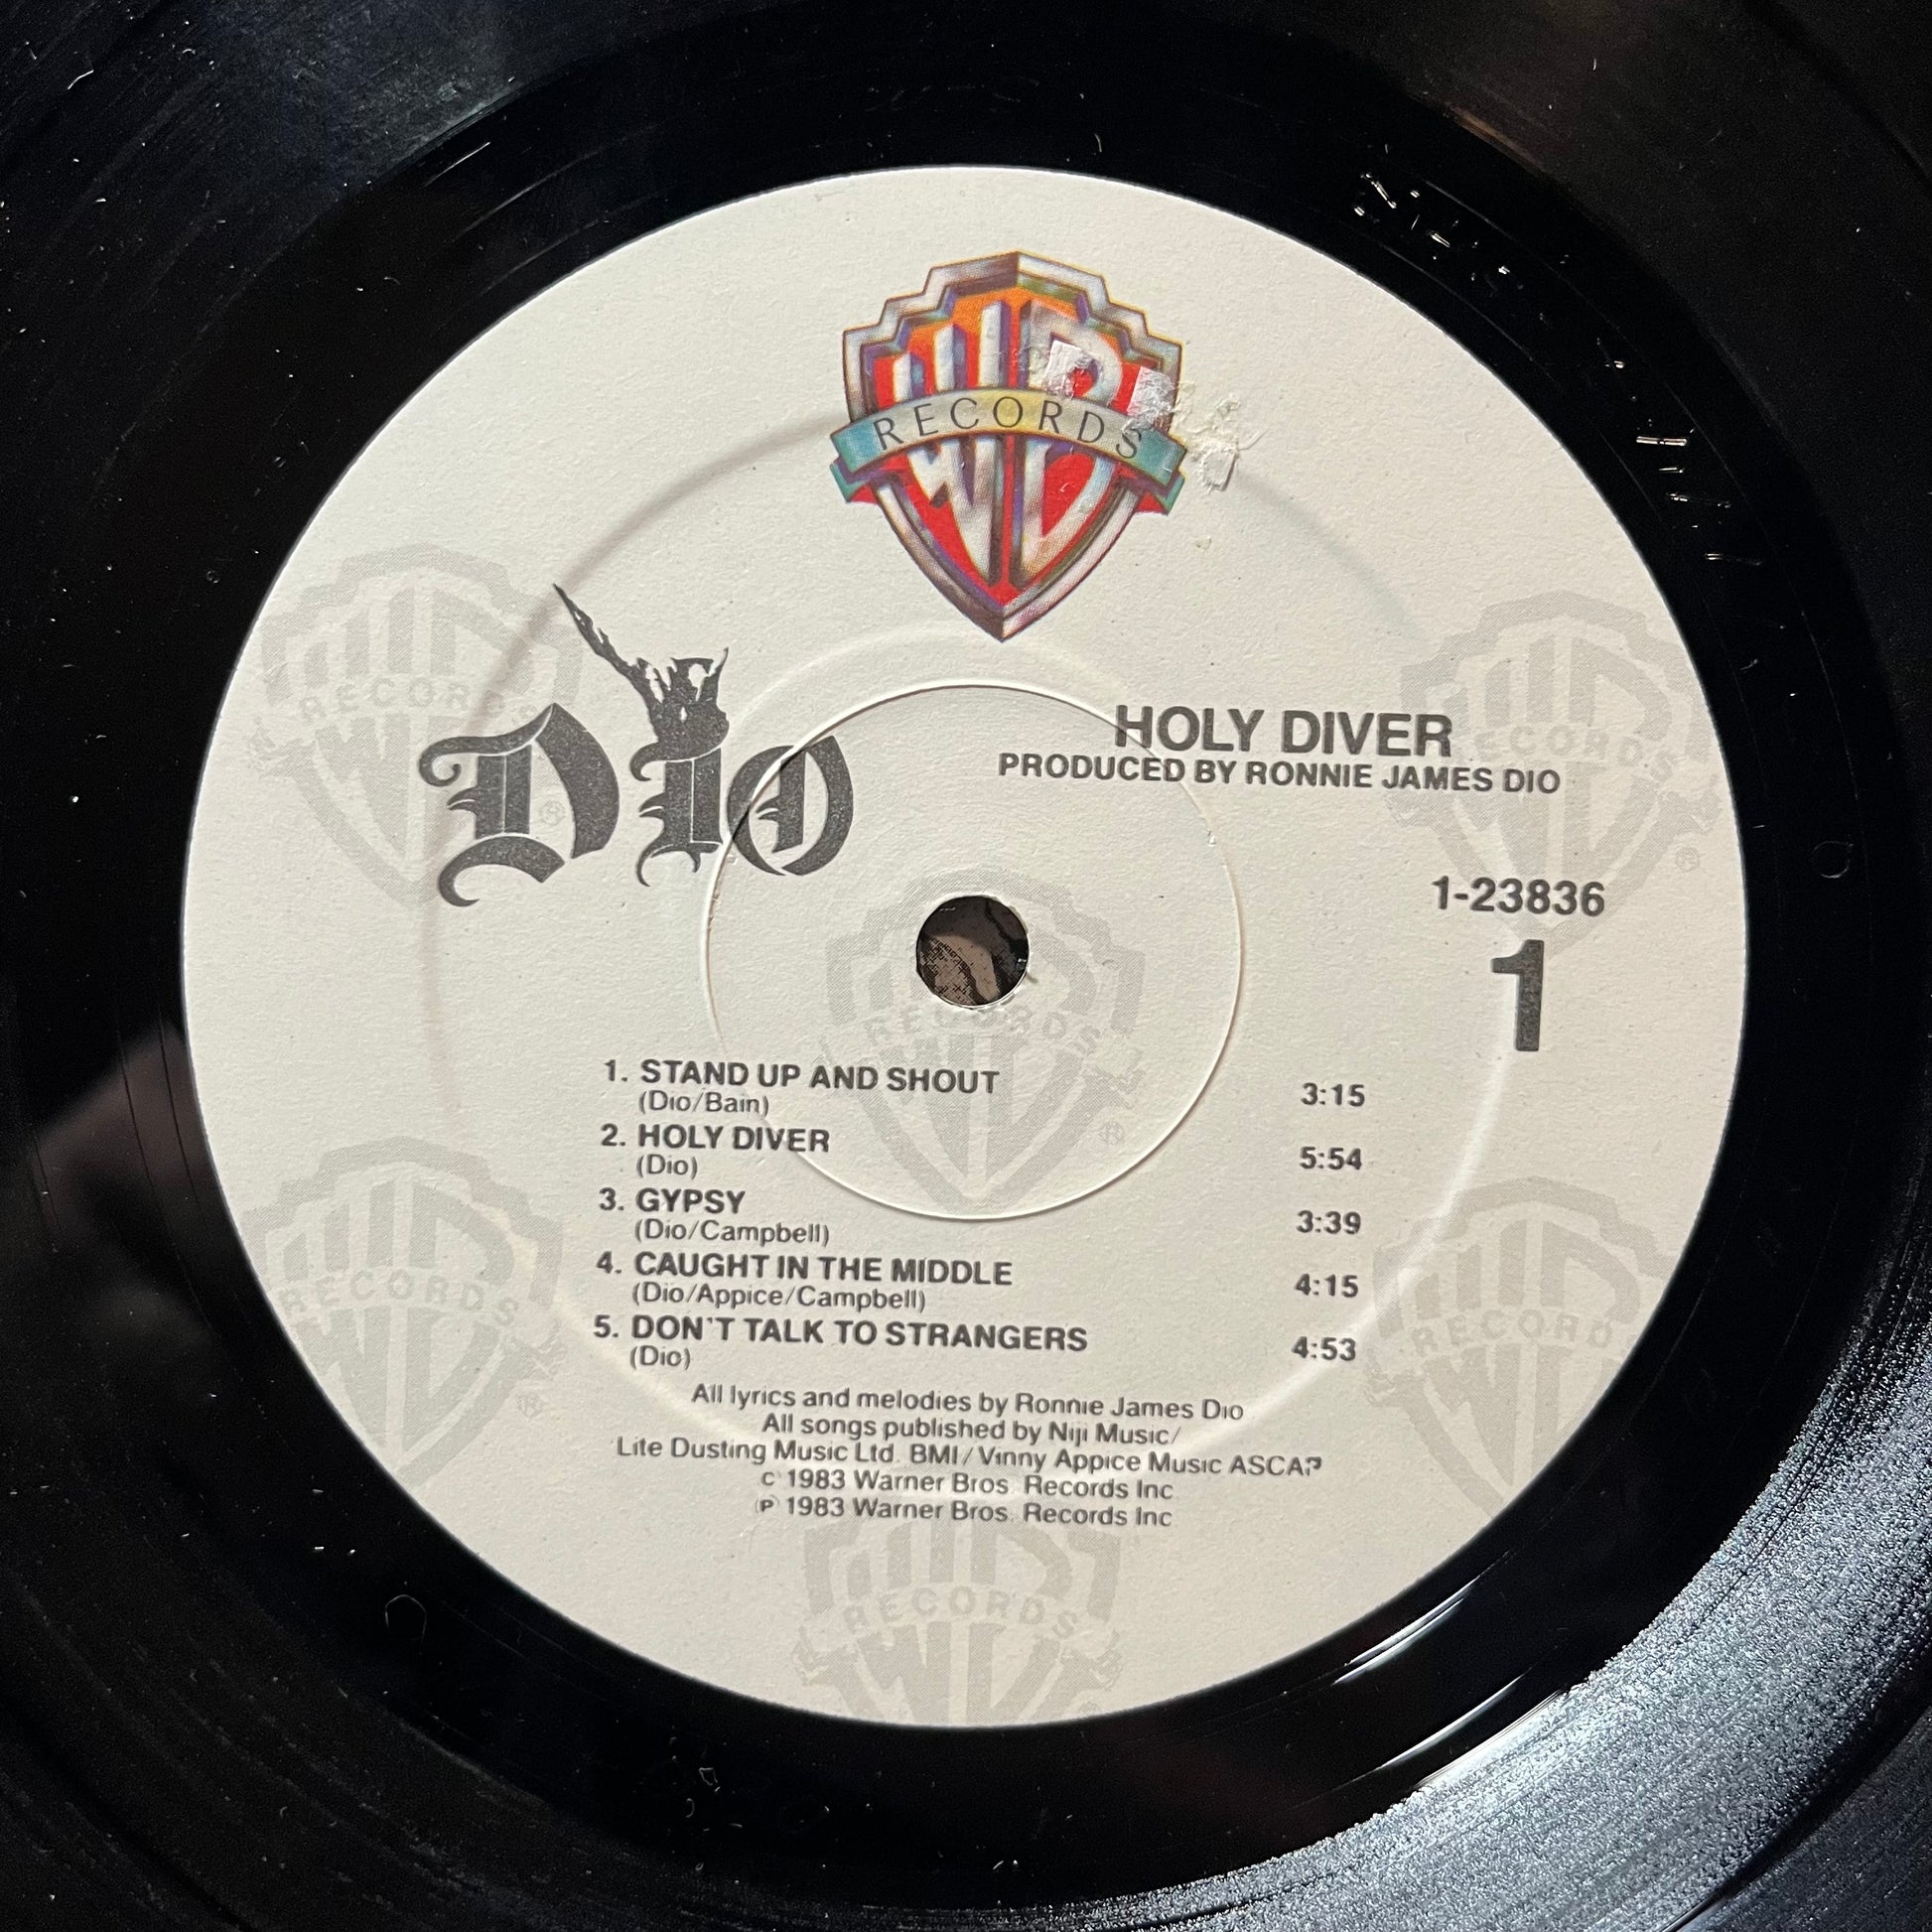 WB
RECORDS
DIO
HOLY DIVER
PRODUCED BY RONNIE JAMES DIO
1-23836
1
1. STAND UP AND SHOUT 3:15
(Dio/Bain)
2. HOLY DIVER 5:54
(Dio)
3. GYPSY 3:39
(Dio/Campbell)
4. CAUGHT IN THE MIDDLE 4:15
(Dio/Appice/Campbell)
5. DON'T TALK TO STRANGERS 4:53
(Dio)
All lyrics and melodies by Ronnie James Dio
All songs published by Niji Music/
Lite Dusting Music Ltd. BMI/Vinny Appice Music ASCAP
© 1983 Warner Bros. Records Inc
℗ 1983 Warner Bros. Records Inc